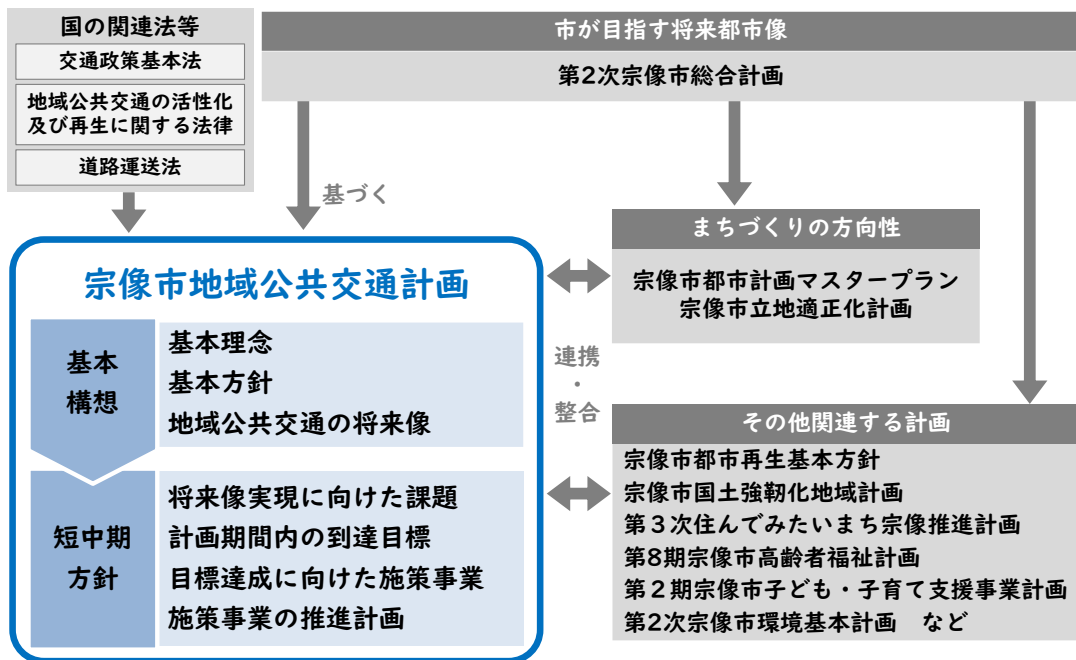 国の関連法等
交通政策基本法
地域公共交通の活性化
及び再生に関する法律
道路運送法
市が目指す将来都市像
第2次宗像市総合計画
基づく
宗像市地域公共交通計画
基本
構想
基本理念
基本方針
地域公共交通の将来像
短中期
方針
将来像実現に向けた課題
計画期間内の到達目標
目標達成に向けた施策事業
施策事業の推進計画
連携
・
整合
まちづくりの方向性
宗像市都市計画マスタープラン
宗像市立地適正化計画
その他関連する計画
宗像市都市再生基本方針
宗像市国土強靭化地域計画
第３次住んでみたいまち宗像推進計画
第8期宗像市高齢者福祉計画
第２期宗像市子ども・子育て支援事業計画
第2次宗像市環境基本計画　など